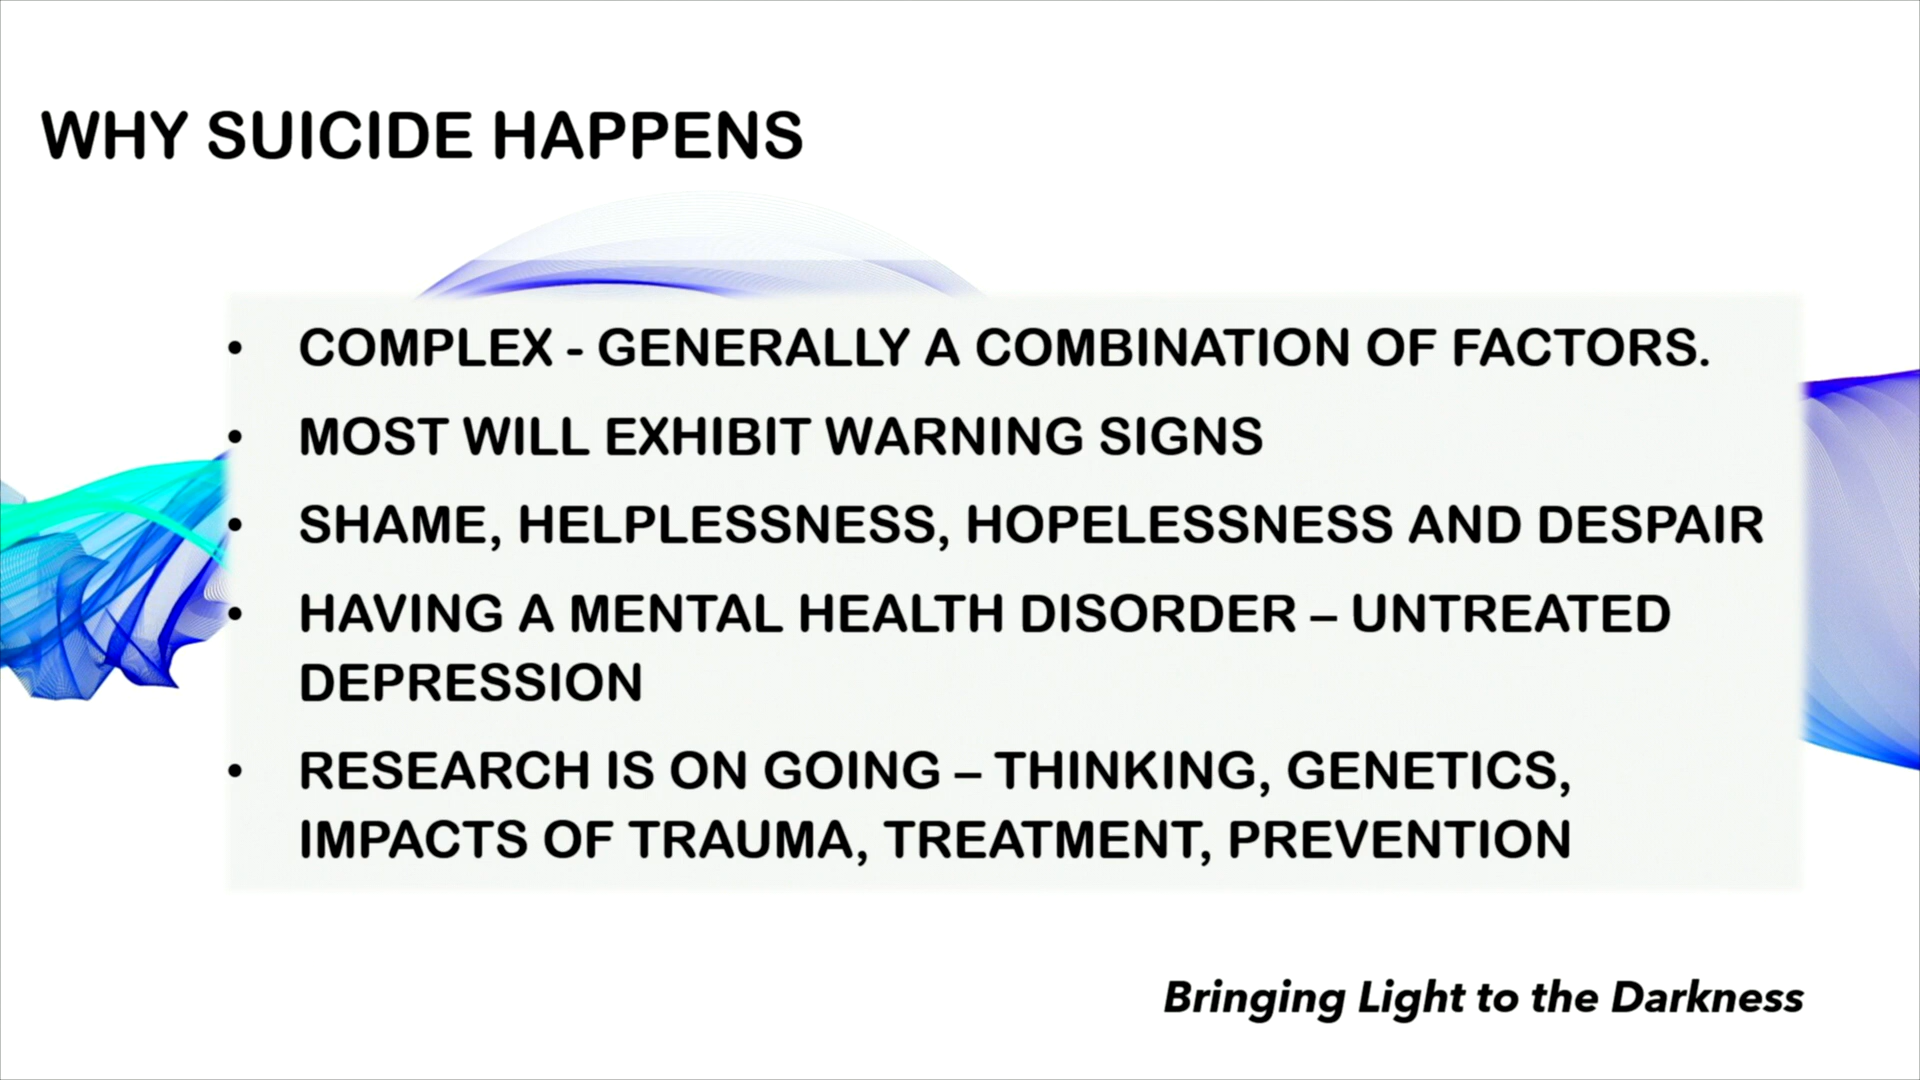 WHY SUICIDE HAPPENS
• COMPLEX - GENERALLY A COMBINATION OF FACTORS.
• MOST WILL EXHIBIT WARNING SIGNS
• SHAME, HELPLESSNESS, HOPELESSNESS AND DESPAIR
• HAVING A MENTAL HEALTH DISORDER – UNTREATED
DEPRESSION
• RESEARCH IS ON GOING – THINKING, GENETICS,
IMPACTS OF TRAUMA, TREATMENT, PREVENTION
Bringing Light to the Darkness